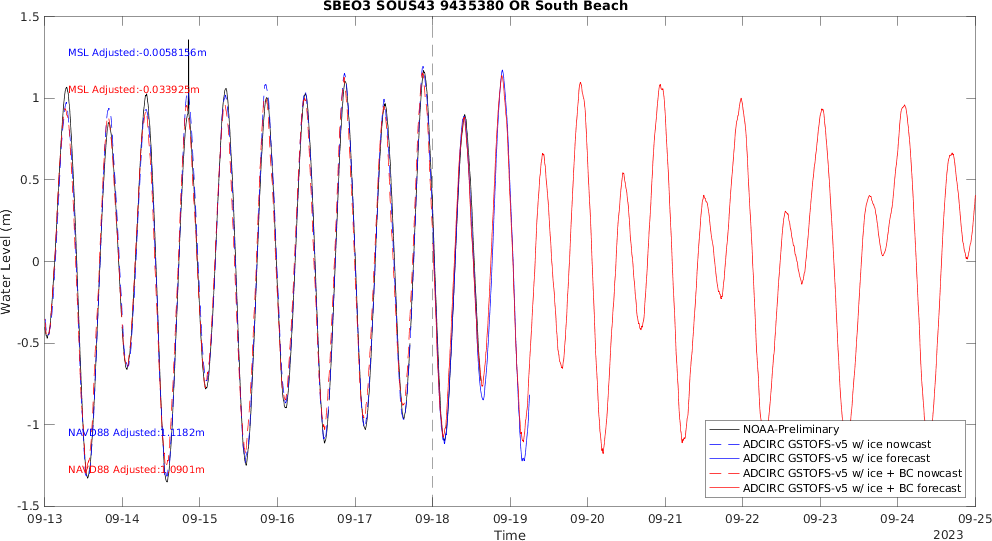 SBEO3 SOUS43 9435380 OR South Beach
Water Level (m)
1.5
1
0.5
0
-0.5
-1
-1.5
MSL Adjusted:-0.0058156m
MSL Adjusted:-0.033925m
NAVD88 Adjusted:1.1182m
NAVD88 Adjusted:1.0901m
NOAA-Preliminary
ADCIRC GSTOFS-v5 w/ ice nowcast
ADCIRC GSTOFS-v5 w/ ice forecast
ADCIRC GSTOFS-v5 w/ ice + BC nowcast
ADCIRC GSTOFS-v5 w/ ice + BC forecast
09-13 09-14 09-15 09-16 09-17 09-18 09-19 09-20 09-21 09-22 09-23 09-24 09-25
Time
2023